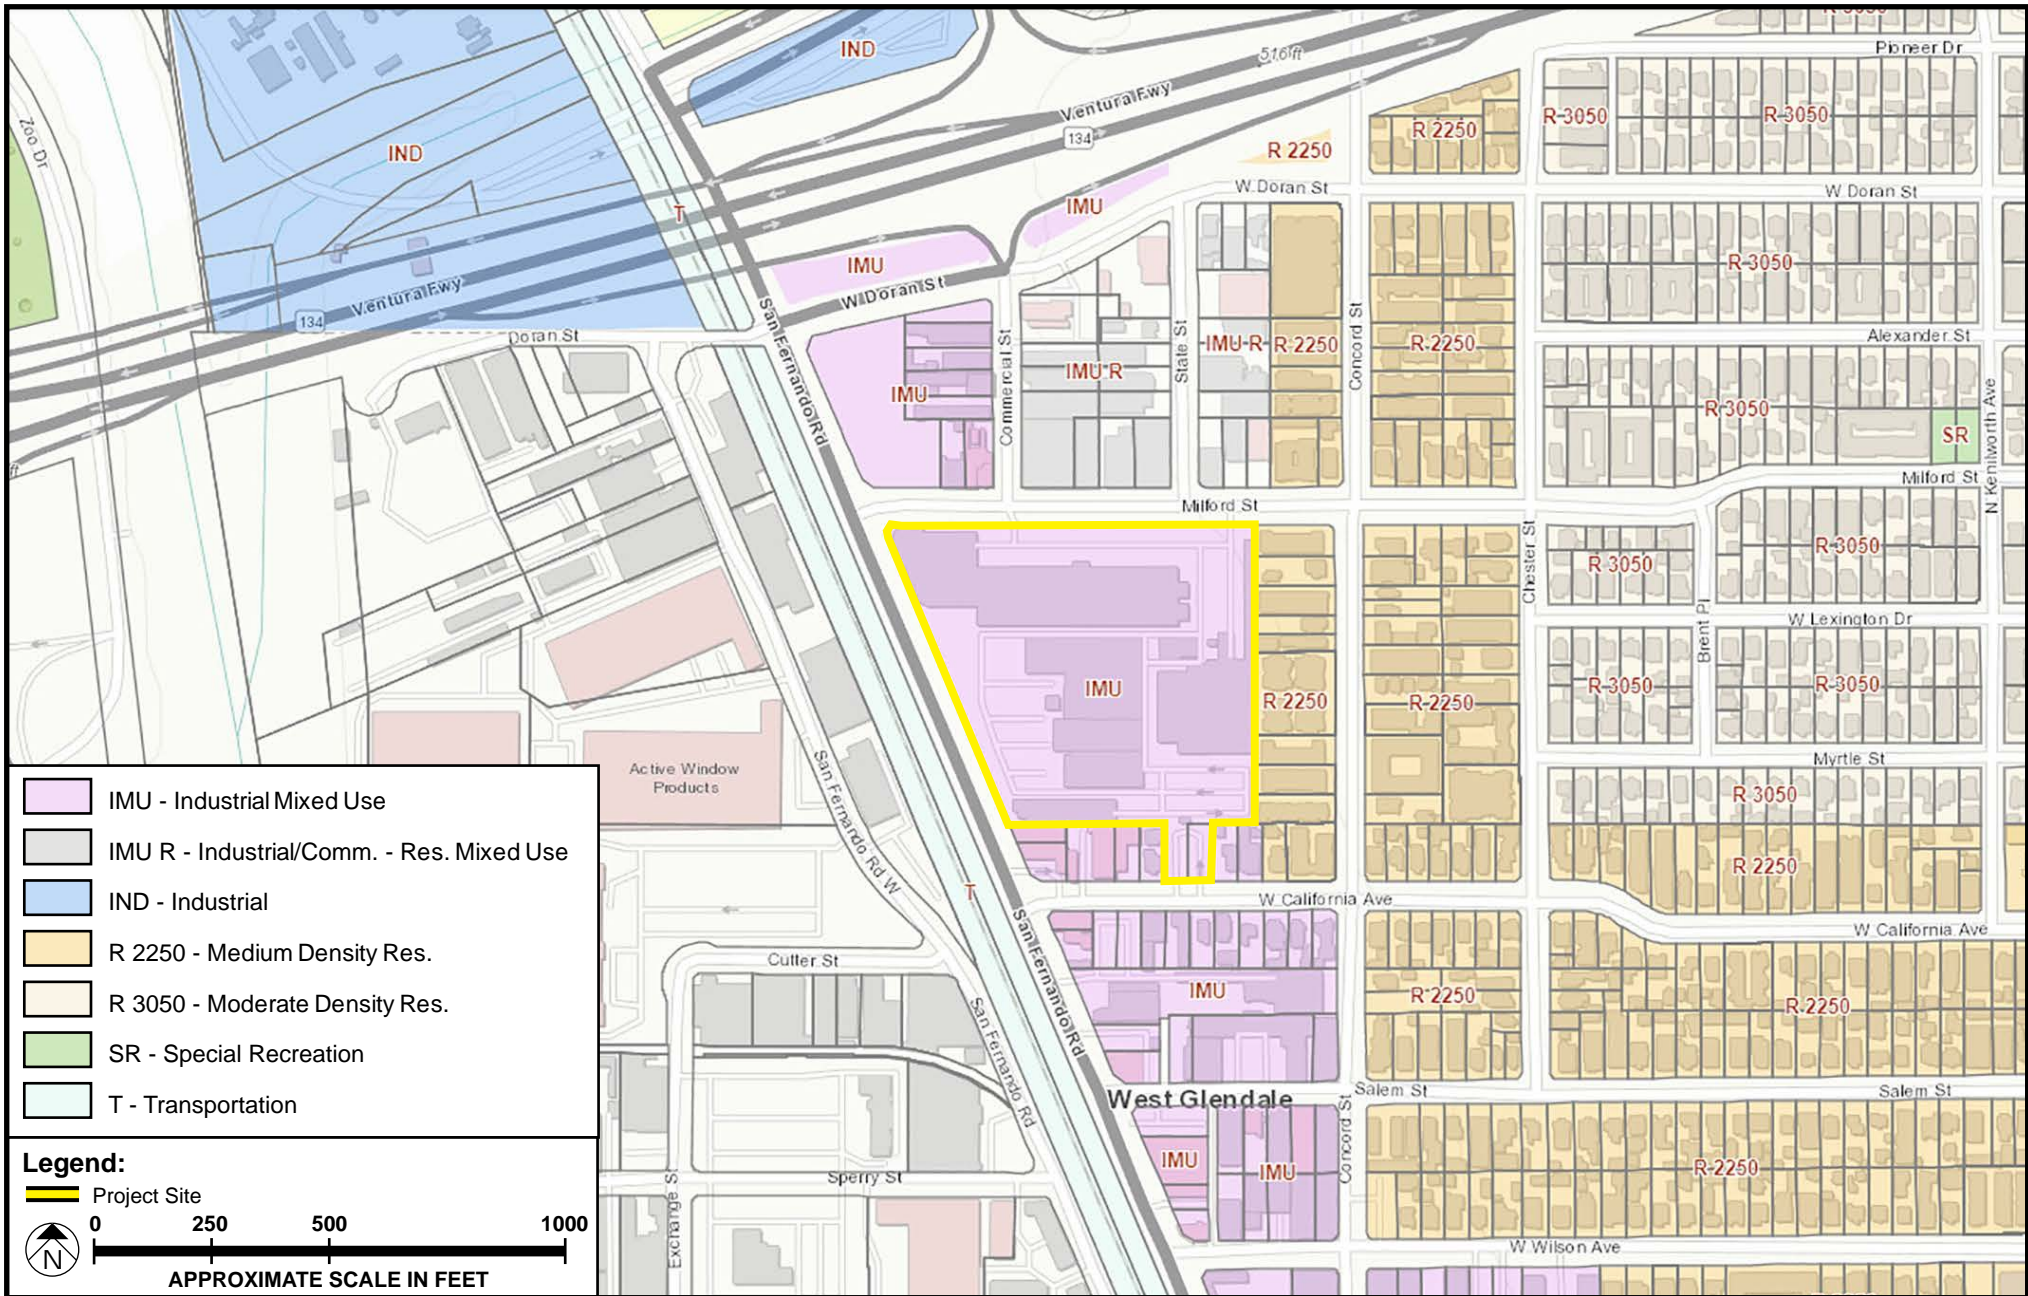 R 3050
Pioneer Dr
IND
516 ft
Ventura Fwy
134
R 2250
R 3050
R 3050
Zoo Dr
IND
R 2250
T
IMU
W Doran St
W Doran St
IMU
R 3050
W Doran St
Ventura Fwy
134
Doran St
San Fernando Rd
Commercial St
State St
Concord St
IMU-R
R 2250
R 2250
Alexander St
IMU R
IMU
R 3050
SR
N Kenilworth Ave
ft
Milford St
Milford St
Chester St
R 3050
R 3050
Brent Pl
W Lexington Dr
IMU
R 2250
R 2250
R 3050
R 3050
Myrtle St
Active Window
Products
San Fernando Rd W
R 3050
R 2250
T
W California Ave
W California Ave
San Fernando Rd
Cutter St
IMU
R 2250
R 2250
San Fernando Rd
West Glendale
Salem St
Salem St
Concord St
IMU
IMU
R 2250
Sperry St
Exchange St
W Wilson Ave
IMU - Industrial Mixed Use
IMU R - Industrial/Comm. - Res. Mixed Use
IND - Industrial
R 2250 - Medium Density Res.
R 3050 - Moderate Density Res.
SR - Special Recreation
T - Transportation
Legend:
Project Site
0 250 500 1000
N
APPROXIMATE SCALE IN FEET